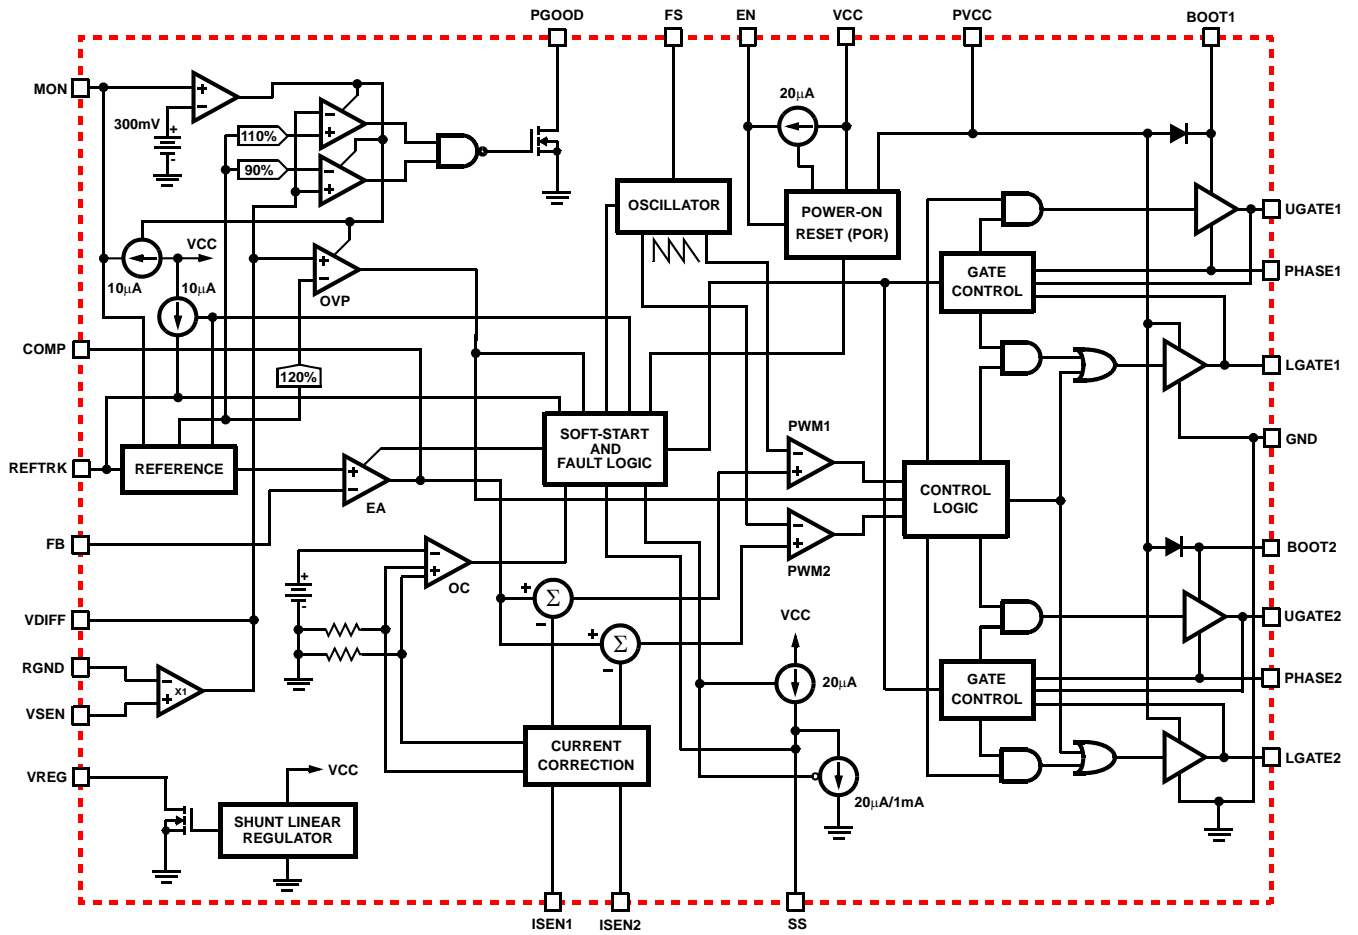 PGOOD
FS
EN
VCC
PVCC
BOOT1
MON
+
−
300mV
+
-
−
+
110%
90%
−
+
20µA
OSCILLATOR
POWER-ON
RESET (POR)
UGATE1
VCC
10µA
10µA
+
−
OVP
GATE
CONTROL
PHASE1
COMP
120%
LGATE1
REFTRK
REFERENCE
+
−
EA
SOFT-START
AND
FAULT LOGIC
PWM1
−
+
GND
CONTROL
LOGIC
FB
−
+
PWM2
BOOT2
+
-
−
+
OC
+
Σ
−
+
Σ
−
VDIFF
VCC
UGATE2
RGND
VSEN
−
+
X1
20µA
GATE
CONTROL
PHASE2
CURRENT
CORRECTION
LGATE2
VREG
VCC
20µA/1mA
SHUNT LINEAR
REGULATOR
ISEN1
ISEN2
SS